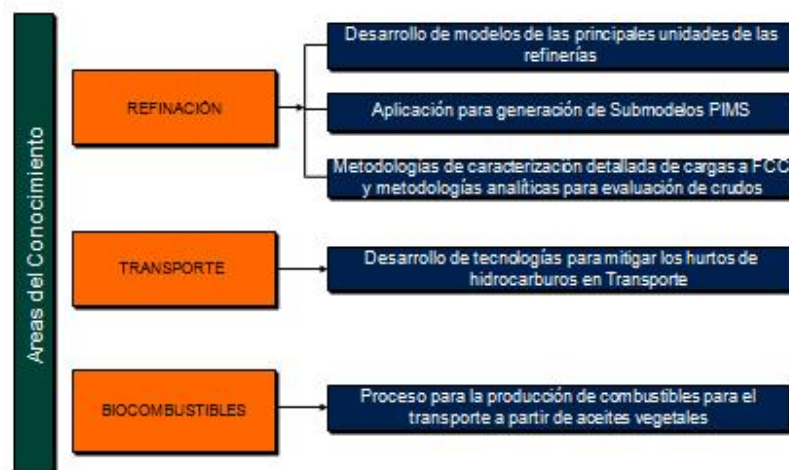 Areas del Conocimiento
REFINACIÓN
Desarrollo de modelos de las principales unidades de las
refinerías
Aplicación para generación de Submodelos PIMS
Metodologías de caracterización detallada de cargas a FCC
y metodologías analíticas para evaluación de crudos
TRANSPORTE
Desarrollo de tecnologías para mitigar los hurtos de
hidrocarburos en Transporte
BIOCOMBUSTIBLES
Proceso para la producción de combustibles para el
transporte a partir de aceites vegetales